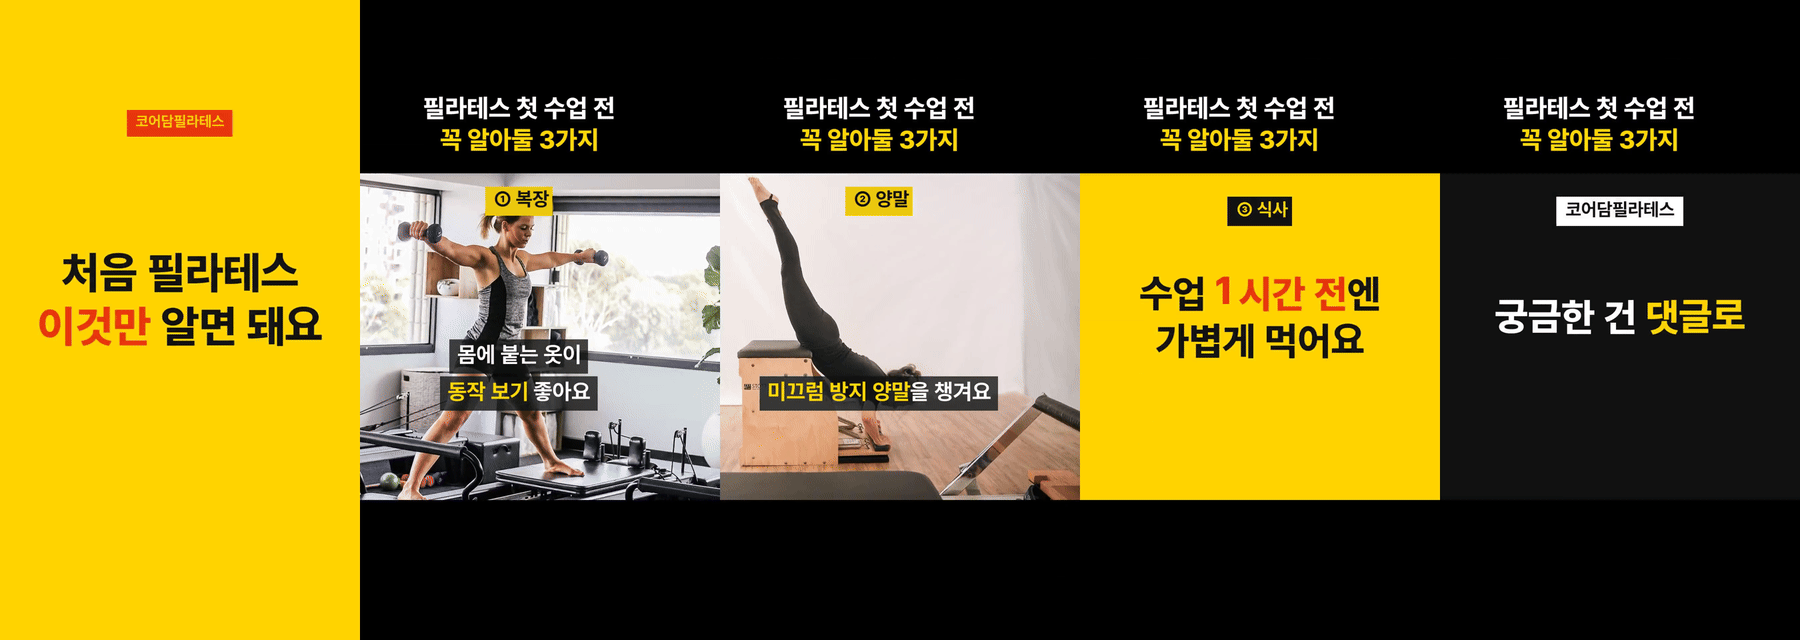 코어담필라테스
처음 필라테스
이것만 알면 돼요
필라테스 첫 수업 전
꼭 알아둘 3가지
① 복장
몸에 붙는 옷이
동작 보기 좋아요
필라테스 첫 수업 전
꼭 알아둘 3가지
② 양말
미끄럼 방지 양말을 챙겨요
필라테스 첫 수업 전
꼭 알아둘 3가지
③ 식사
수업 1시간 전엔
가볍게 먹어요
필라테스 첫 수업 전
꼭 알아둘 3가지
코어담필라테스
궁금한 건 댓글로